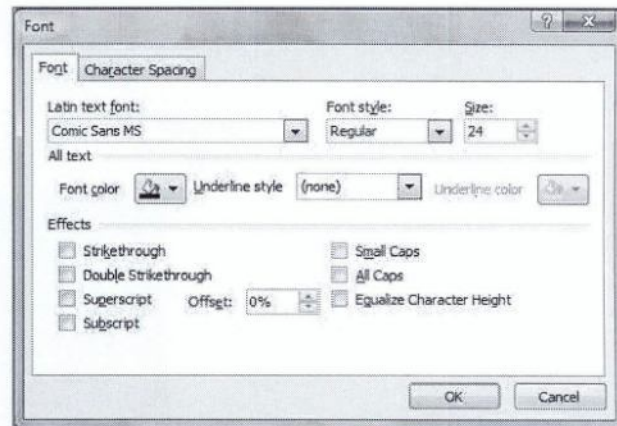 Font
Font Character Spacing
Latin text font: Font style: Size:
Comic Sans MS Regular 24
All text
Font color Underline style (none) Underline color
Effects
Strikethrough Small Caps
Double Strikethrough All Caps
Superscript Offset: 0% Equalize Character Height
Subscript
OK Cancel